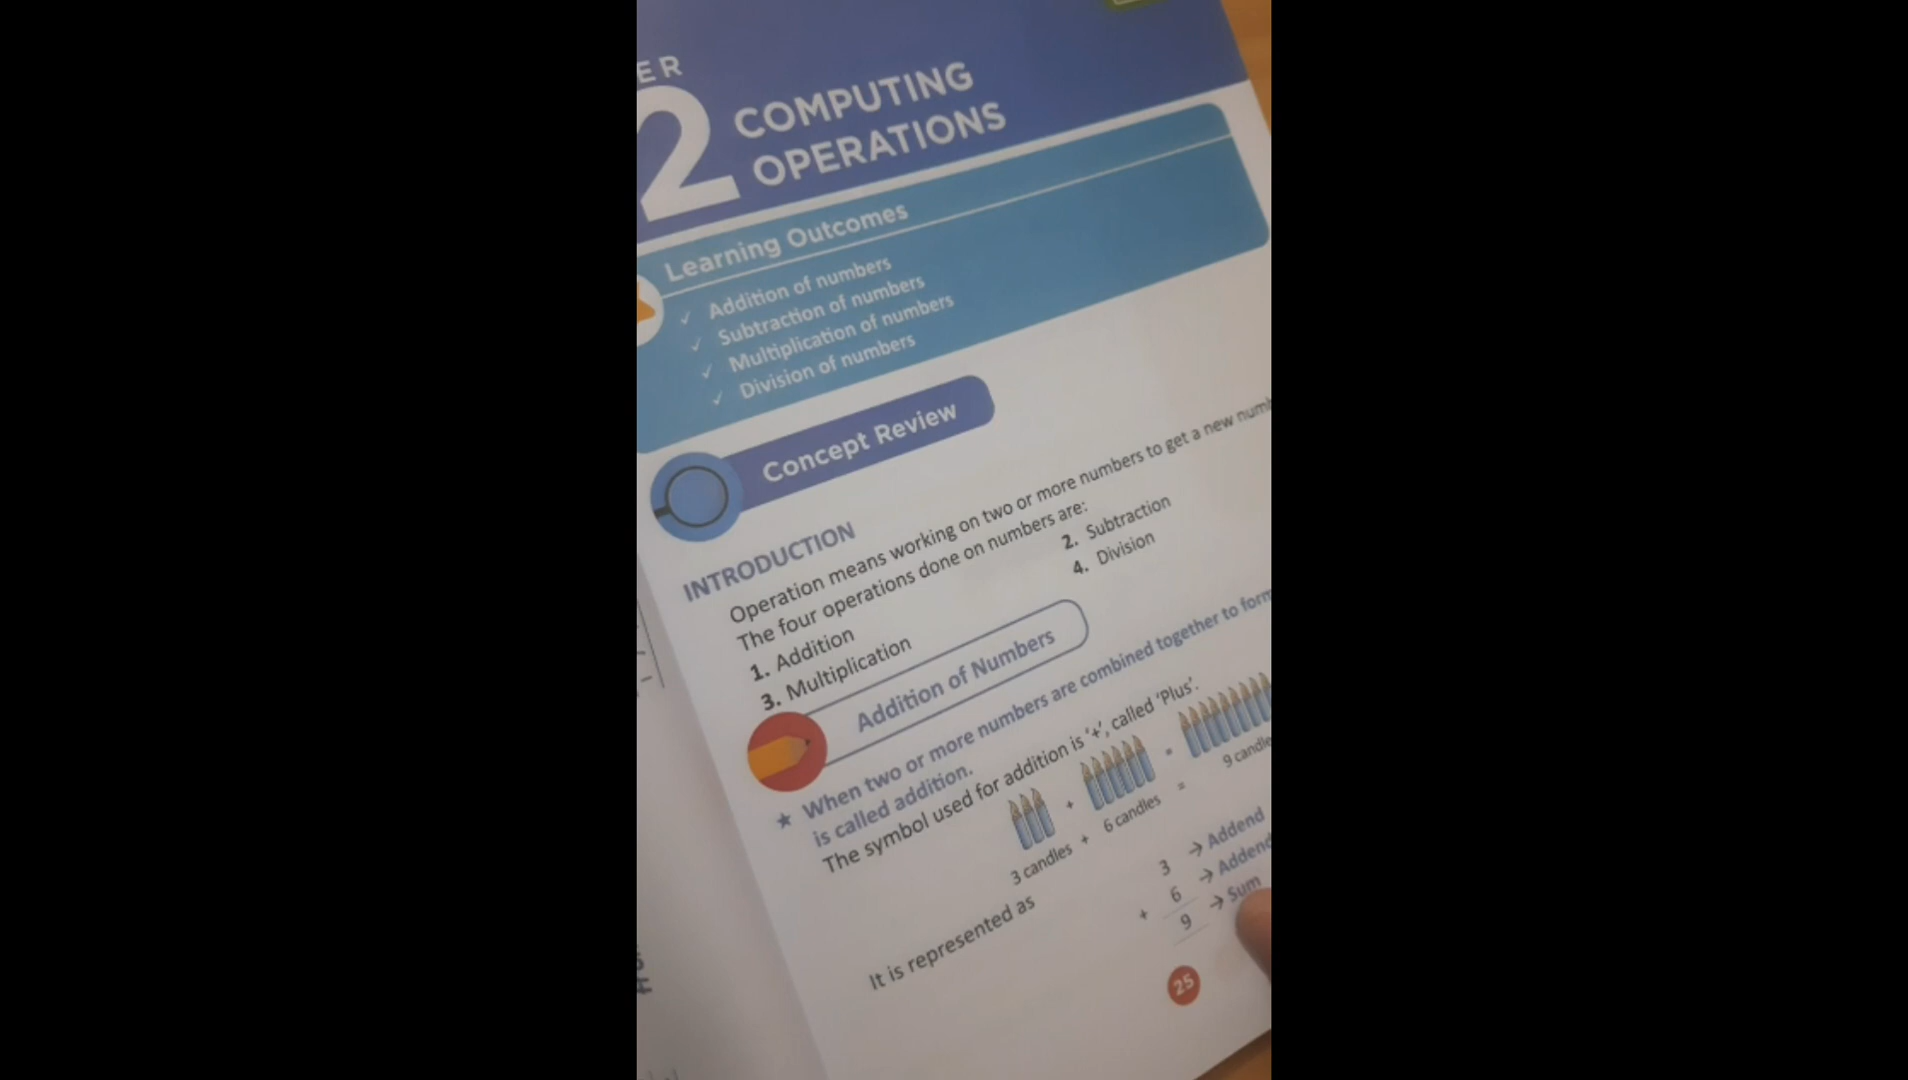 ER
2 COMPUTING
OPERATIONS
Learning Outcomes
✓ Addition of numbers
✓ Subtraction of numbers
✓ Multiplication of numbers
✓ Division of numbers
Concept Review
INTRODUCTION
Operation means working on two or more numbers to get a new numb
The four operations done on numbers are:
1. Addition
2. Subtraction
3. Multiplication
4. Division
Addition of Numbers
★ When two or more numbers are combined together to form
is called addition.
The symbol used for addition is '+', called 'Plus'.
+ =
3 candles + 6 candles = 9 candle
It is represented as
3 → Addend
+ 6 → Addend
9 → Sum
25